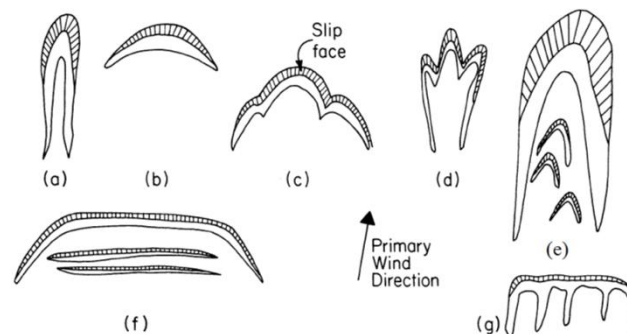 Slip
face
(a)
(b)
(c)
(d)
(e)
Primary
Wind
Direction
(f)
(g)